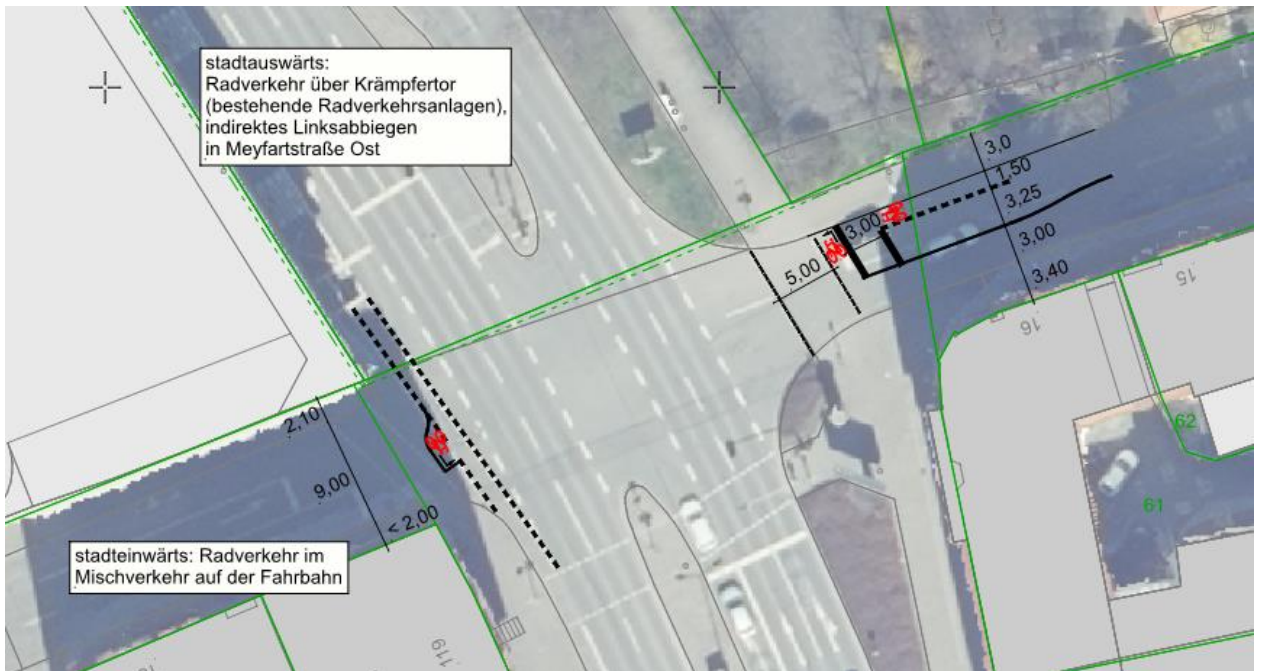 stadtauswärts:
Radverkehr über Krämpfertor
(bestehende Radverkehrsanlagen),
indirektes Linksabbiegen
in Meyfartstraße Ost
3,0
1,50
3,25
3,00
3,40
3,00
5,00
15
16
2,10
9,00
< 2,00
62
61
stadteinwärts: Radverkehr im
Mischverkehr auf der Fahrbahn
119